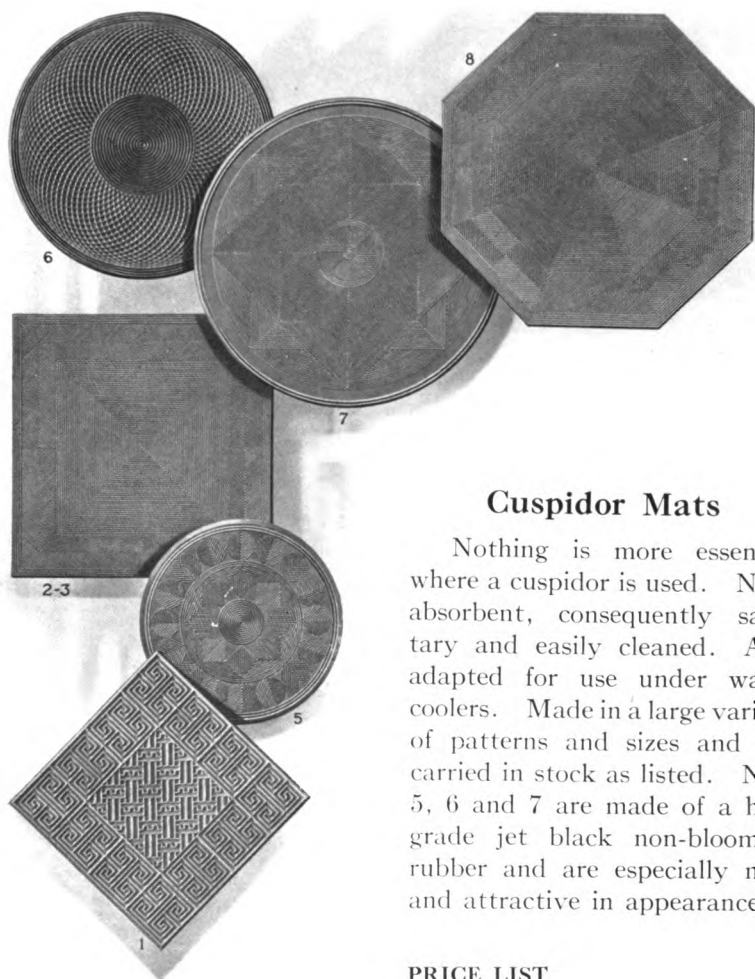 8
6
7
2-3
5
1
Cuspidor Mats
Nothing is more essen
where a cuspidor is used. N
absorbent, consequently sa
tary and easily cleaned. A
adapted for use under wa
coolers. Made in a large vari
of patterns and sizes and
carried in stock as listed. N
5, 6 and 7 are made of a h
grade jet black non-bloom
rubber and are especially n
and attractive in appearance
PRICE LIST